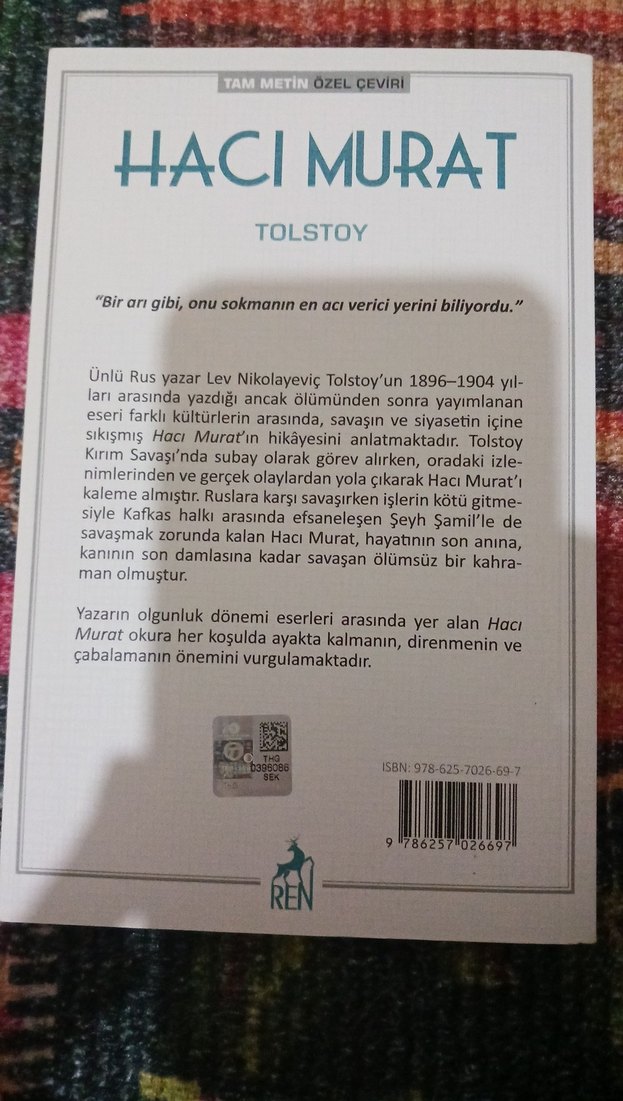 TAM METİN ÖZEL ÇEVİRİ
HACI MURAT
TOLSTOY
“Bir arı gibi, onu sokmanın en acı verici yerini biliyordu.”
Ünlü Rus yazar Lev Nikolayeviç Tolstoy’un 1896–1904 yıl-
ları arasında yazdığı ancak ölümünden sonra yayımlanan
eseri farklı kültürlerin arasında, savaşın ve siyasetin içine
sıkışmış Hacı Murat’ın hikâyesini anlatmaktadır. Tolstoy
Kırım Savaşı’nda subay olarak görev alırken, oradaki izle-
nimlerinden ve gerçek olaylardan yola çıkarak Hacı Murat’ı
kaleme almıştır. Ruslara karşı savaşırken işlerin kötü gitme-
siyle Kafkas halkı arasında efsaneleşen Şeyh Şamil’le de
savaşmak zorunda kalan Hacı Murat, hayatının son anına,
kanının son damlasına kadar savaşan ölümsüz bir kahra-
man olmuştur.
Yazarın olgunluk dönemi eserleri arasında yer alan Hacı
Murat okura her koşulda ayakta kalmanın, direnmenin ve
çabalamanın önemini vurgulamaktadır.
THG
0396086
SEK
ISBN: 978-625-7026-69-7
9 786257 026697
REN